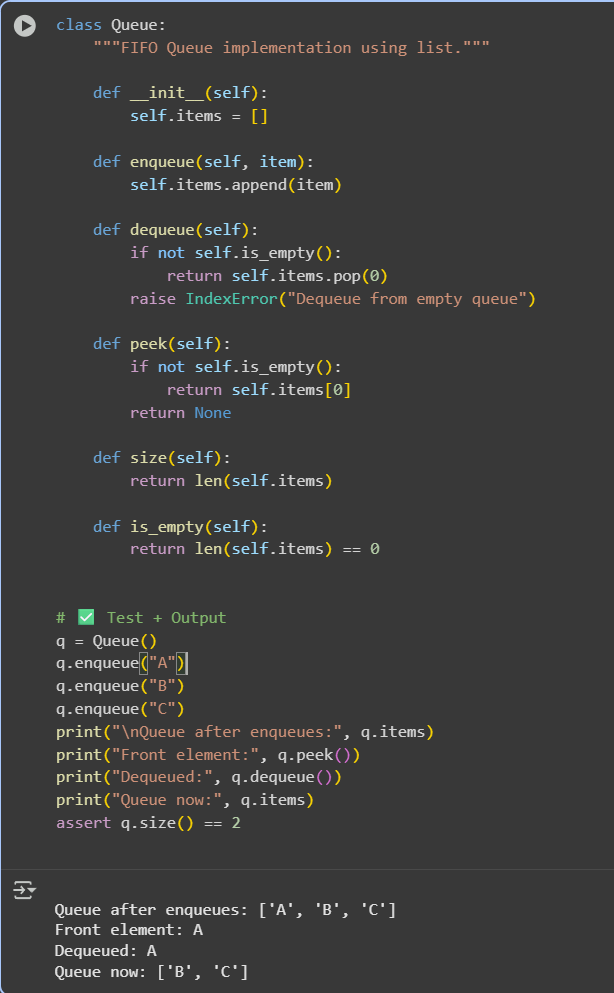 class Queue:
    """FIFO Queue implementation using list."""

    def __init__(self):
        self.items = []

    def enqueue(self, item):
        self.items.append(item)

    def dequeue(self):
        if not self.is_empty():
            return self.items.pop(0)
        raise IndexError("Dequeue from empty queue")

    def peek(self):
        if not self.is_empty():
            return self.items[0]
        return None

    def size(self):
        return len(self.items)

    def is_empty(self):
        return len(self.items) == 0


# ✅ Test + Output
q = Queue()
q.enqueue("A")
q.enqueue("B")
q.enqueue("C")
print("\nQueue after enqueues:", q.items)
print("Front element:", q.peek())
print("Dequeued:", q.dequeue())
print("Queue now:", q.items)
assert q.size() == 2

Queue after enqueues: ['A', 'B', 'C']
Front element: A
Dequeued: A
Queue now: ['B', 'C']